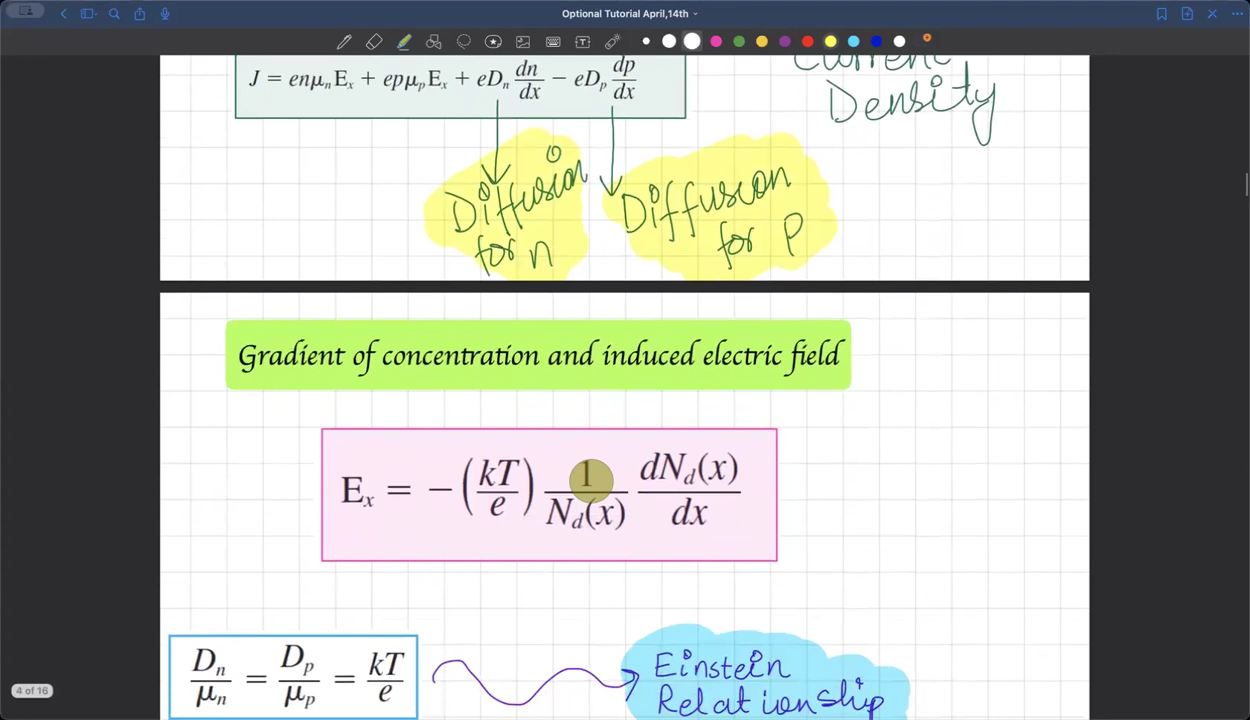 Optional Tutorial April,14th
J = enμₙEₓ + epμₚEₓ + eDₙ dn/dx − eDₚ dp/dx
Current
Density
Diffusion
for n
Diffusion
for p
Gradient of concentration and induced electric field
Eₓ = −(kT/e) 1/N_d(x) dN_d(x)/dx
Dₙ/μₙ = Dₚ/μₚ = kT/e
Einstein
Relationship
4 of 16